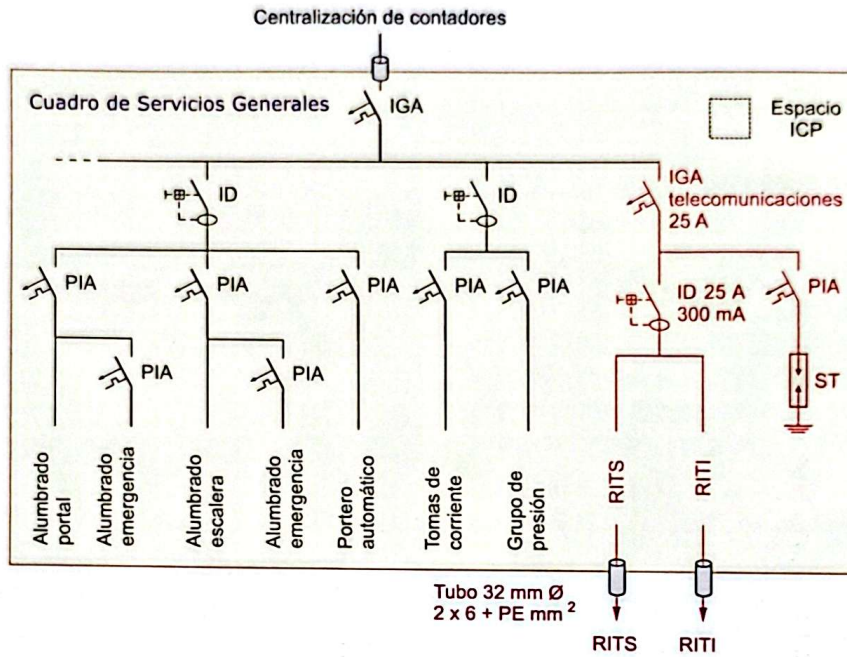 Centralización de contadores
Cuadro de Servicios Generales
IGA
Espacio
ICP
ID
ID
IGA
telecomunicaciones
25 A
PIA
PIA
PIA
PIA
PIA
ID 25 A
300 mA
PIA
PIA
PIA
ST
Alumbrado
portal
Alumbrado
emergencia
Alumbrado
escalera
Alumbrado
emergencia
Portero
automático
Tomas de
corriente
Grupo de
presión
RITS
RITI
Tubo 32 mm Ø
2 x 6 + PE mm²
RITS
RITI